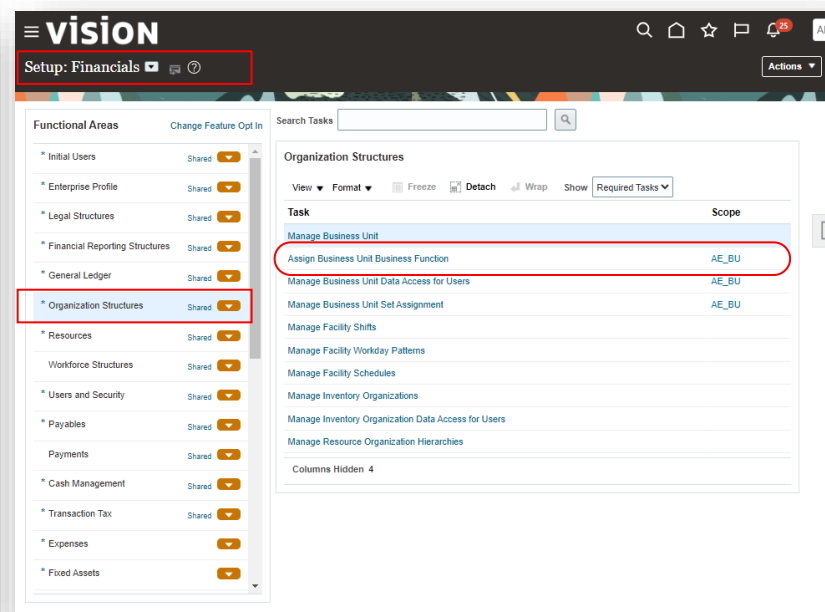 vision
25
Setup: Financials
Actions
Functional Areas
Change Feature Opt In
* Initial Users Shared
* Enterprise Profile Shared
* Legal Structures Shared
* Financial Reporting Structures Shared
* General Ledger Shared
* Organization Structures Shared
* Resources Shared
Workforce Structures Shared
* Users and Security Shared
* Payables Shared
Payments Shared
* Cash Management Shared
* Transaction Tax Shared
* Expenses
* Fixed Assets
Search Tasks
Organization Structures
View Format Freeze Detach Wrap Show Required Tasks
Task Scope
Manage Business Unit
Assign Business Unit Business Function AE_BU
Manage Business Unit Data Access for Users AE_BU
Manage Business Unit Set Assignment AE_BU
Manage Facility Shifts
Manage Facility Workday Patterns
Manage Facility Schedules
Manage Inventory Organizations
Manage Inventory Organization Data Access for Users
Manage Resource Organization Hierarchies
Columns Hidden 4